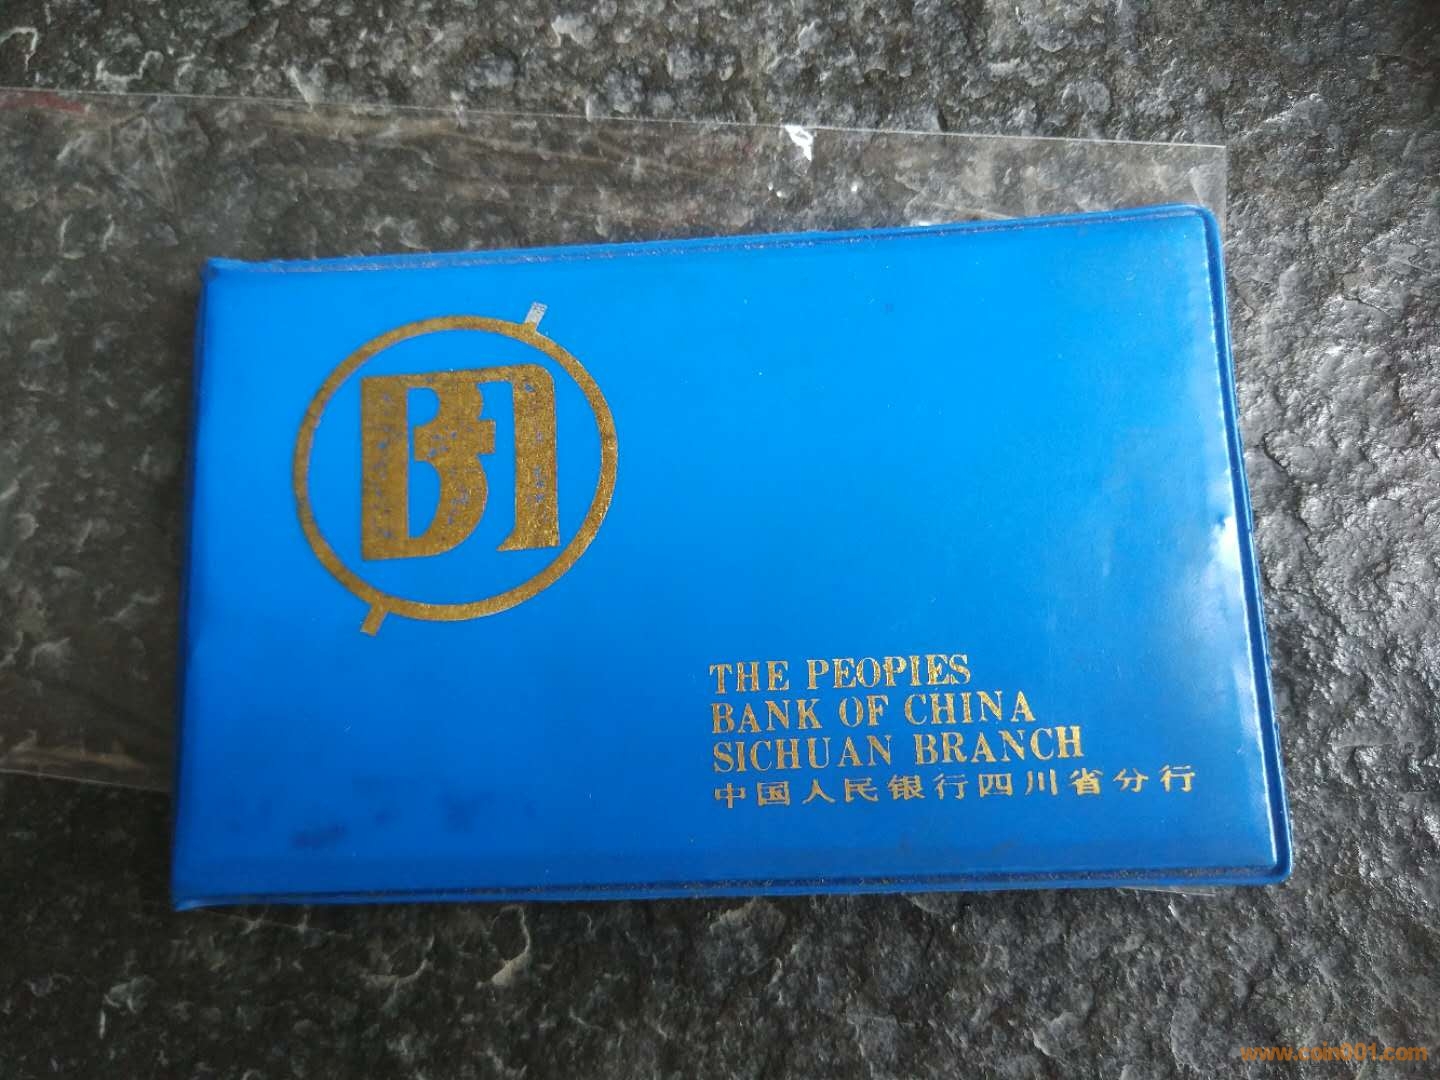 THE PEOPIES
BANK OF CHINA
SICHUAN BRANCH
中国人民银行四川省分行
www.coin001.com